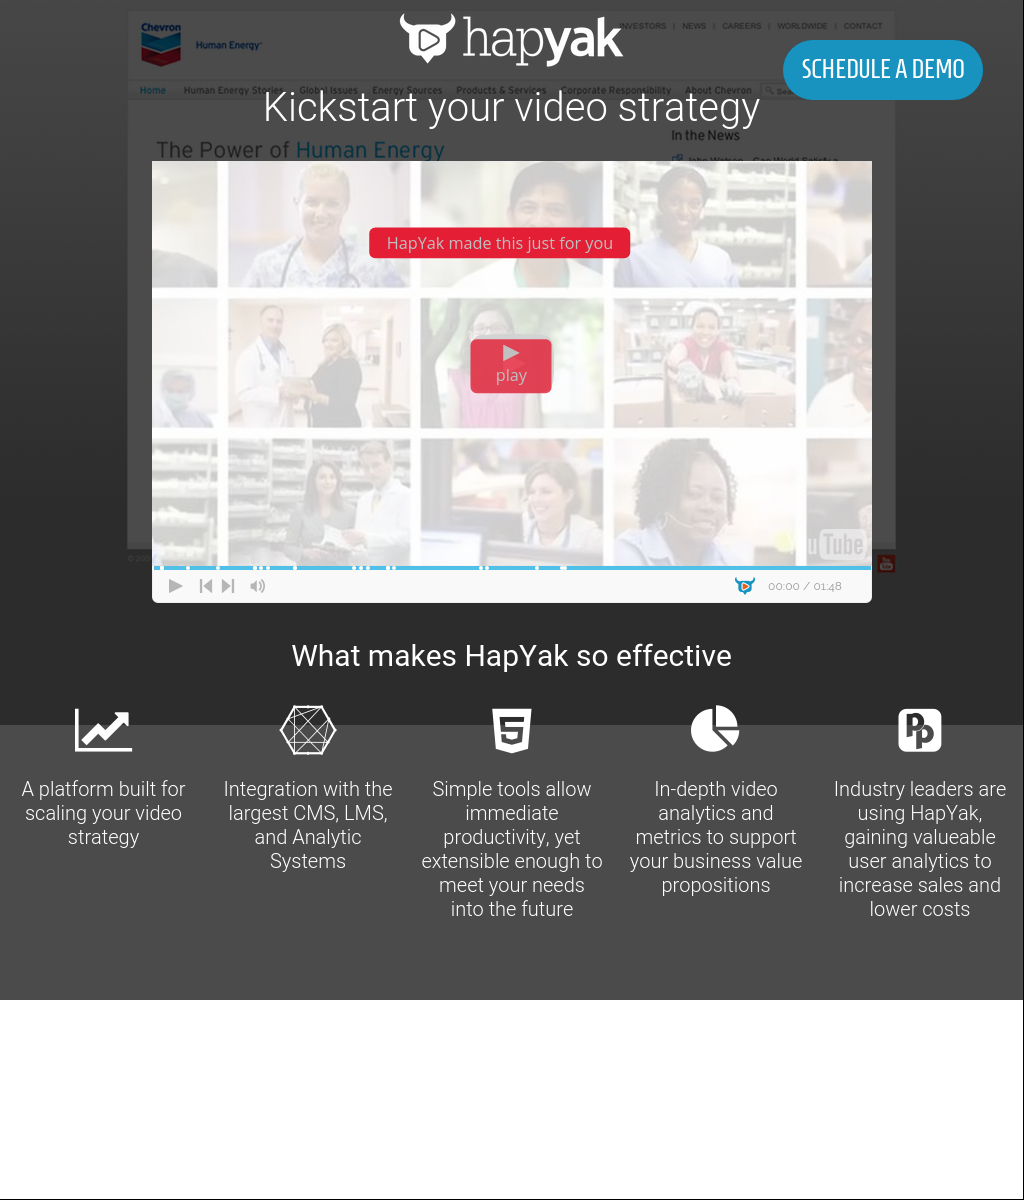 hapyak
SCHEDULE A DEMO
Chevron
Human Energy
INVESTORS | NEWS | CAREERS | WORLDWIDE | CONTACT
Home Human Energy Stories Global Issues Energy Sources Products & Services Corporate Responsibility About Chevron
Kickstart your video strategy
In the News
The Power of Human Energy
HapYak made this just for you
play
00:00 / 01:48
What makes HapYak so effective
A platform built for
scaling your video
strategy
Integration with the
largest CMS, LMS,
and Analytic
Systems
Simple tools allow
immediate
productivity, yet
extensible enough to
meet your needs
into the future
In-depth video
analytics and
metrics to support
your business value
propositions
Industry leaders are
using HapYak,
gaining valueable
user analytics to
increase sales and
lower costs